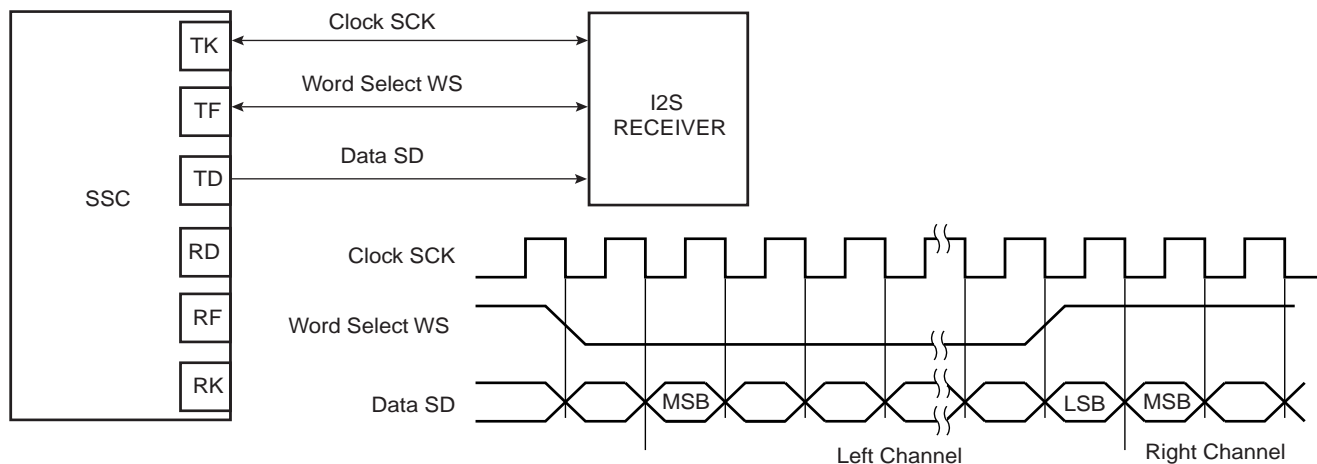 Clock SCK
TK
Word Select WS
TF
I2S
RECEIVER
Data SD
TD
SSC
RD
Clock SCK
RF
Word Select WS
RK
Data SD
MSB
LSB
MSB
Left Channel
Right Channel